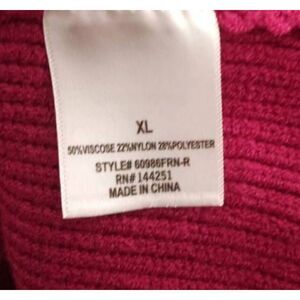 XL
50%VISCOSE 22%NYLON 28%POLYESTER
STYLE# 60986FRN-R
RN# 144251
MADE IN CHINA